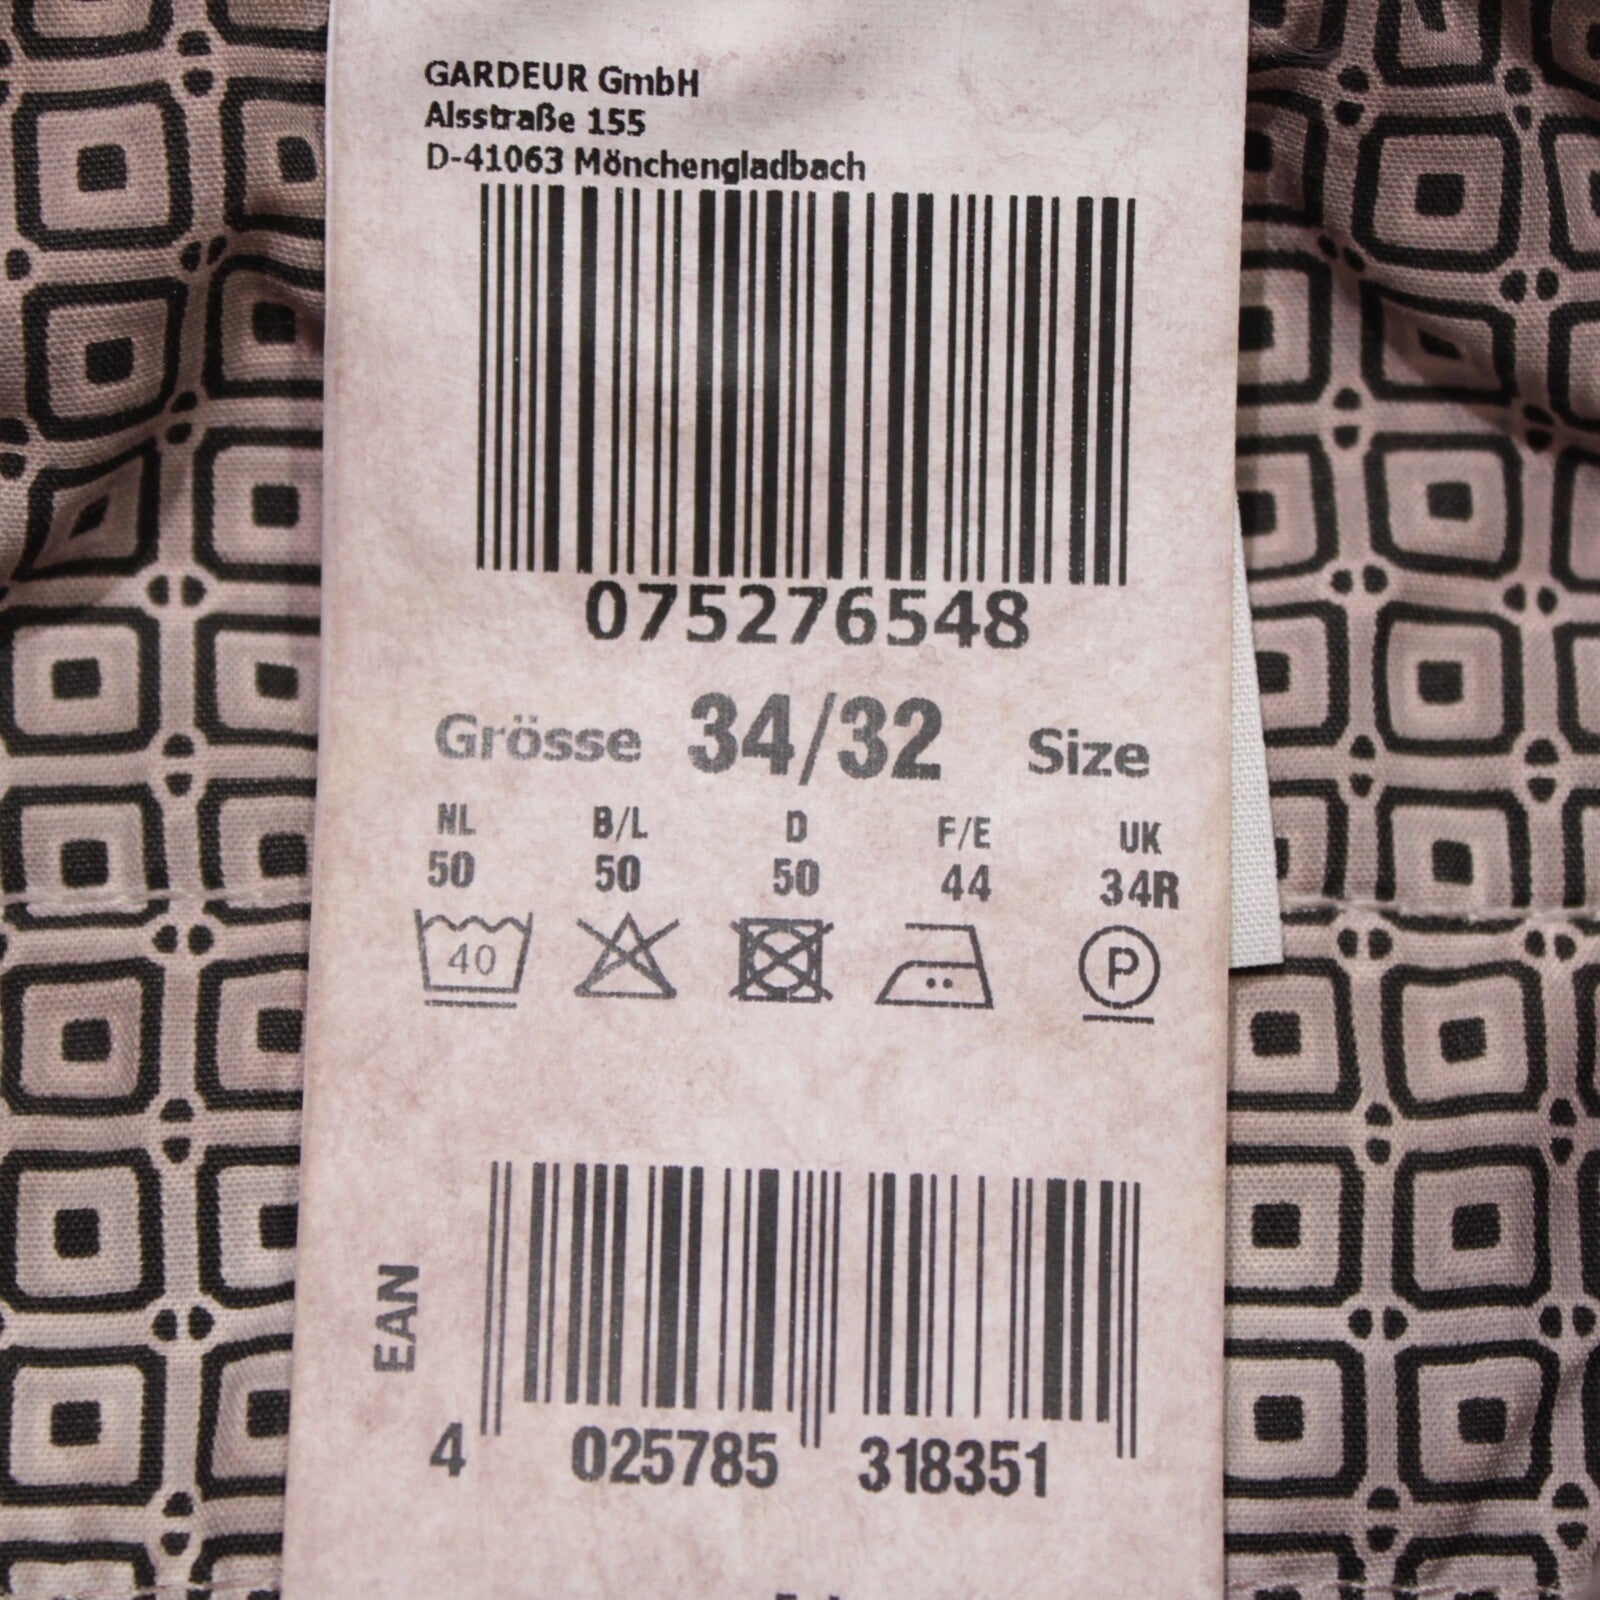 GARDEUR GmbH
Alsstraße 155
D-41063 Mönchengladbach
075276548
Grösse 34/32 Size
NL B/L D F/E UK
50 50 50 44 34R
40 P
EAN
4 025785 318351